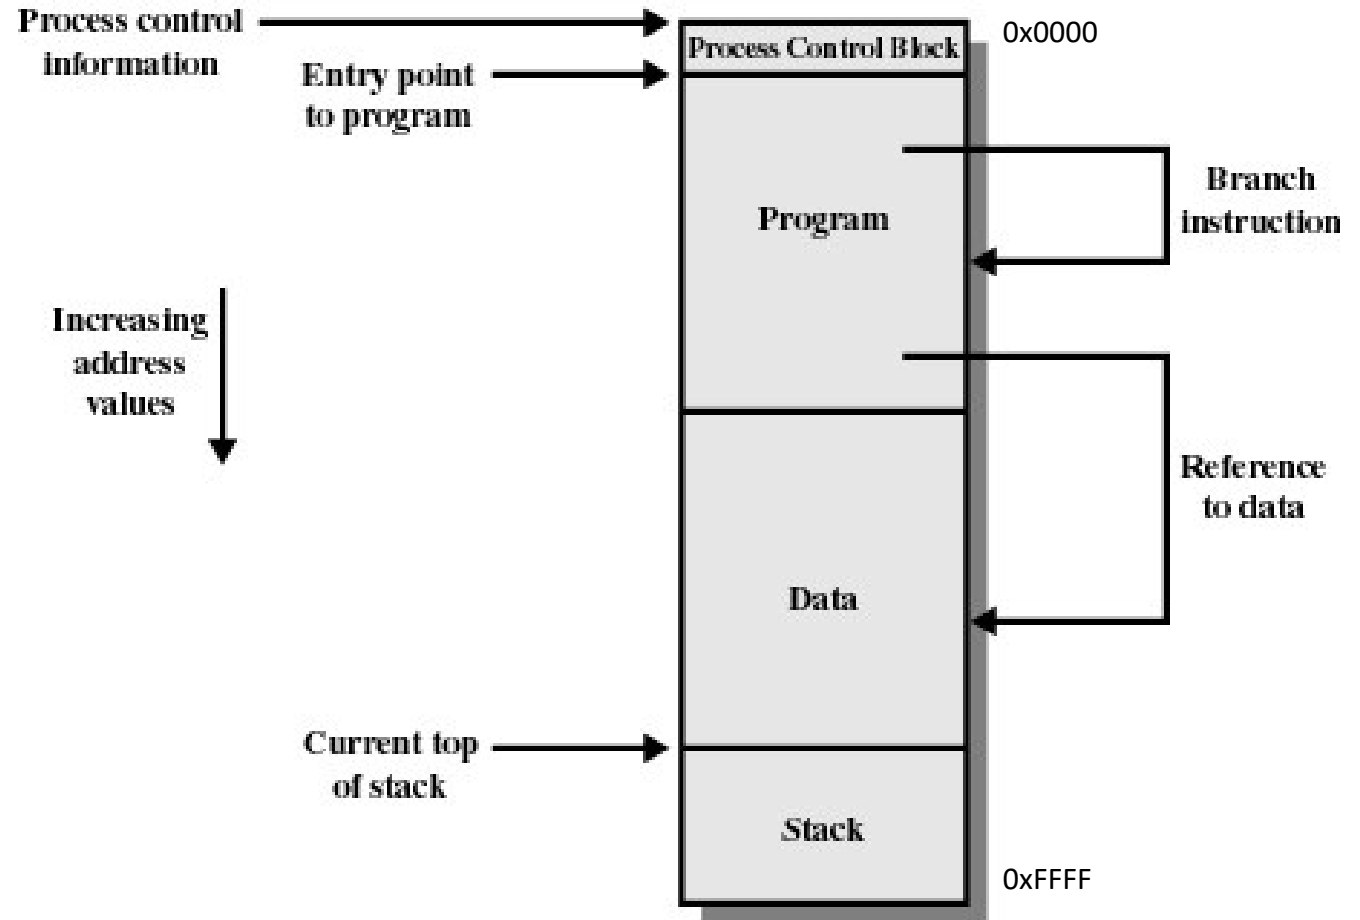 Process control
information
Process Control Block
0x0000
Entry point
to program
Branch
instruction
Program
Increasing
address
values
Reference
to data
Data
Current top
of stack
Stack
0xFFFF